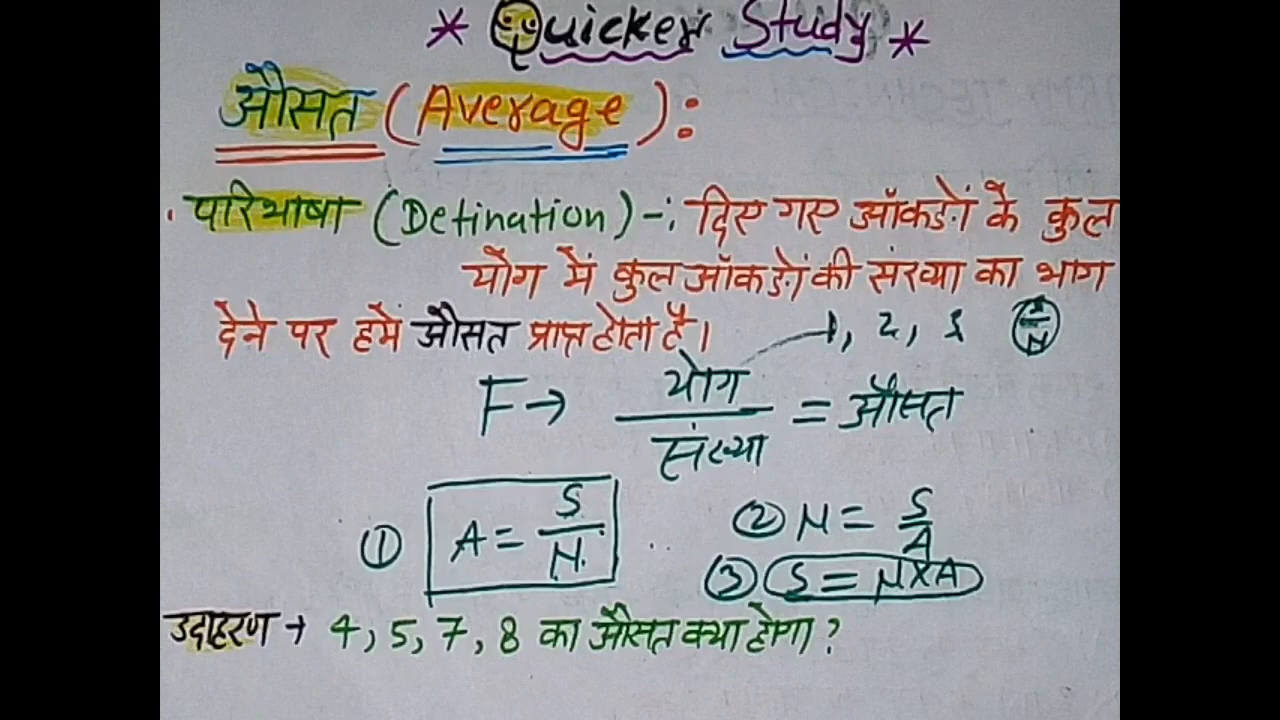 * Quicker Study *
औसत (Average):
परिभाषा (Detination) -: दिए गए आँकड़ों के कुल
योग में कुल आँकड़ों की संख्या का भाग
देने पर हमें औसत प्राप्त होता है।
1, 2, 3
F→ योग / संख्या = औसत
① A = S/N
② N = S/A
③ S = N×A
उदाहरण → 4, 5, 7, 8 का औसत क्या होगा?